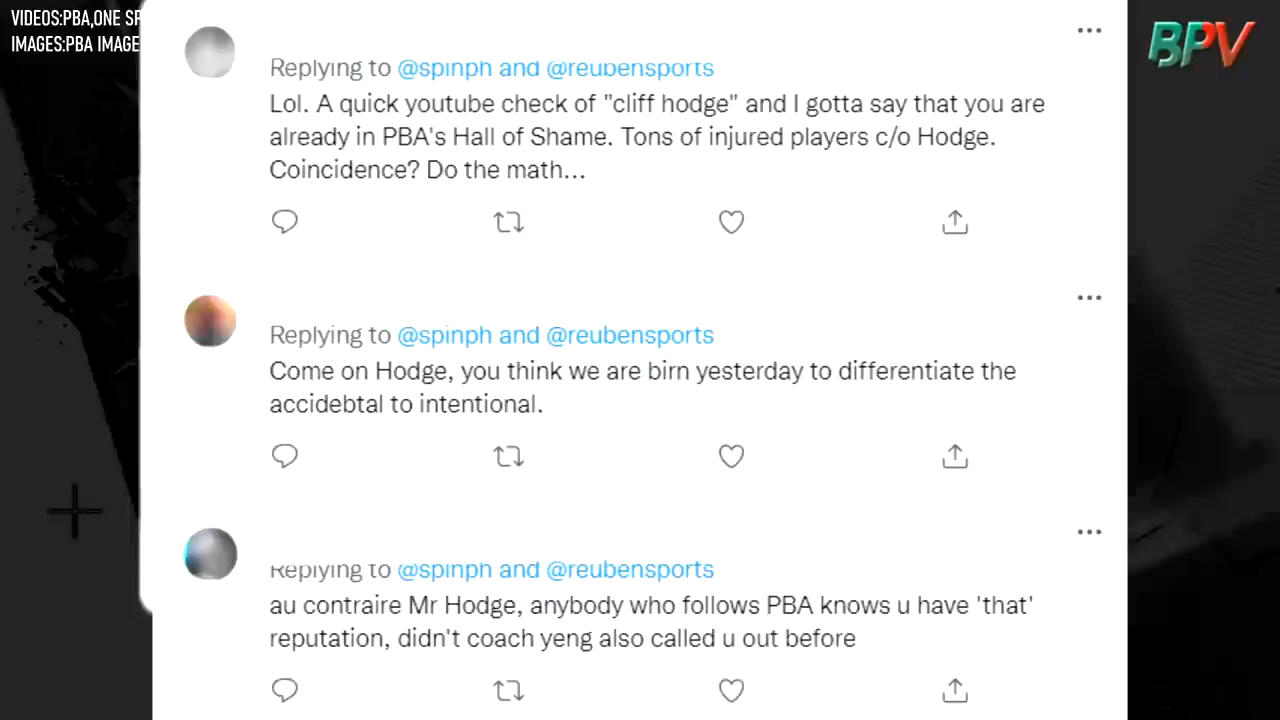 VIDEOS:PBA,ONE SP
IMAGES:PBA IMAGE
BPV
Replying to @spinph and @reubensports
Lol. A quick youtube check of "cliff hodge" and I gotta say that you are
already in PBA's Hall of Shame. Tons of injured players c/o Hodge.
Coincidence? Do the math...
Replying to @spinph and @reubensports
Come on Hodge, you think we are birn yesterday to differentiate the
accidebtal to intentional.
Replying to @spinph and @reubensports
au contraire Mr Hodge, anybody who follows PBA knows u have 'that'
reputation, didn't coach yeng also called u out before